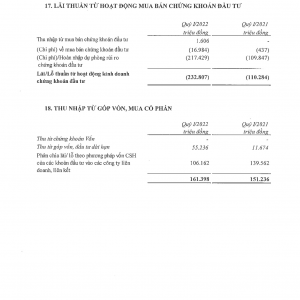 17. LÃI THUẦN TỪ HOẠT ĐỘNG MUA BÁN CHỨNG KHOÁN ĐẦU TƯ
Quý I/2022 Quý I/2021
triệu đồng triệu đồng
Thu nhập từ mua bán chứng khoán đầu tư 1.606 -
(Chi phí) về mua bán chứng khoán đầu tư (16.984) (437)
(Chi phí)/Hoàn nhập dự phòng rủi ro
chứng khoán đầu tư (217.429) (109.847)
Lãi/Lỗ thuần từ hoạt động kinh doanh
chứng khoán đầu tư (232.807) (110.284)
18. THU NHẬP TỪ GÓP VỐN, MUA CỔ PHẦN
Quý I/2022 Quý I/2021
triệu đồng triệu đồng
Thu từ chứng khoán Vốn - -
Thu từ góp vốn, đầu tư dài hạn 55.236 11.674
Phân chia lãi/ lỗ theo phương pháp vốn CSH
của các khoản đầu tư vào các công ty liên
doanh, liên kết 106.162 139.562
161.398 151.236